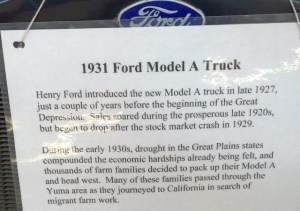 Ford
1931 Ford Model A Truck
Henry Ford introduced the new Model A truck in late 1927,
just a couple of years before the beginning of the Great
Depression. Sales soared during the prosperous late 1920s,
but began to drop after the stock market crash in 1929.
During the early 1930s, drought in the Great Plains states
compounded the economic hardships already being felt, and
thousands of farm families decided to pack up their Model A
and head west. Many of these families passed through the
Yuma area as they journeyed to California in search of
migrant farm work.